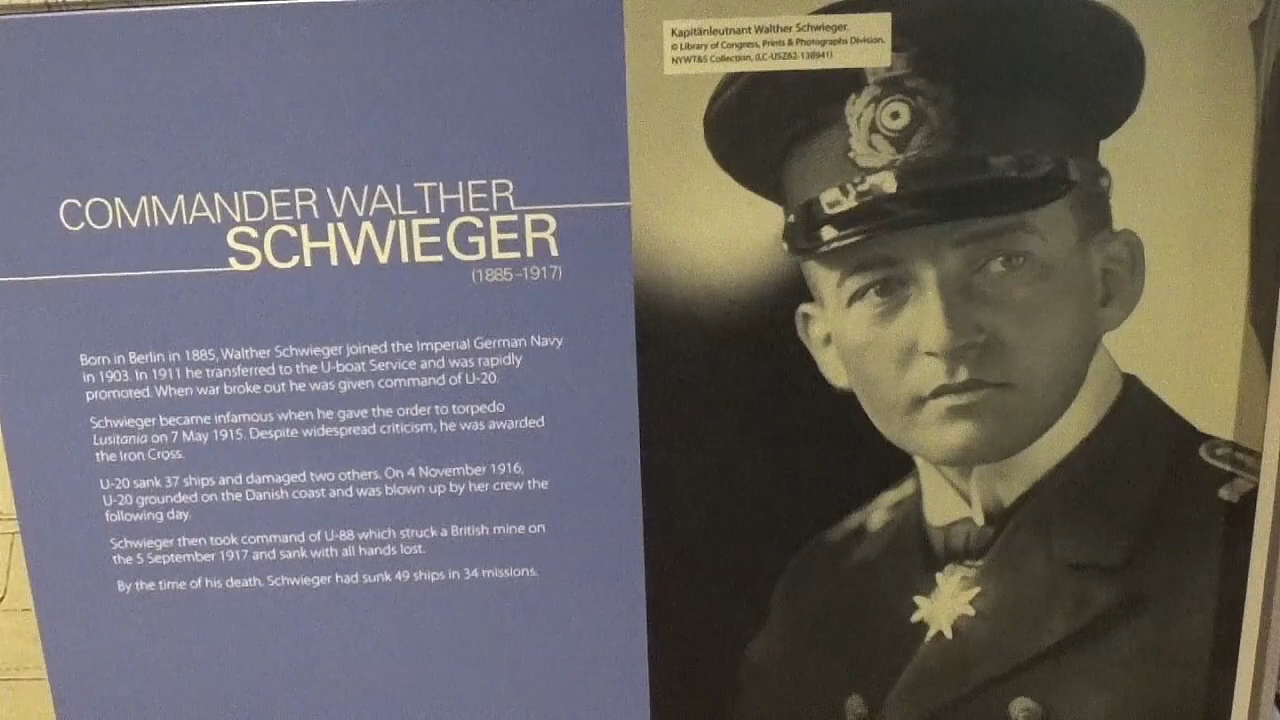 Kapitänleutnant Walther Schwieger.
© Library of Congress, Prints & Photographs Division,
NYWT&S Collection, (LC-USZ62-138941)
COMMANDER WALTHER
SCHWIEGER
(1885-1917)
Born in Berlin in 1885, Walther Schwieger joined the Imperial German Navy
in 1903. In 1911 he transferred to the U-boat Service and was rapidly
promoted. When war broke out he was given command of U-20.
Schwieger became infamous when he gave the order to torpedo
Lusitania on 7 May 1915. Despite widespread criticism, he was awarded
the Iron Cross.
U-20 sank 37 ships and damaged two others. On 4 November 1916,
U-20 grounded on the Danish coast and was blown up by her crew the
following day.
Schwieger then took command of U-88 which struck a British mine on
the 5 September 1917 and sank with all hands lost.
By the time of his death, Schwieger had sunk 49 ships in 34 missions.